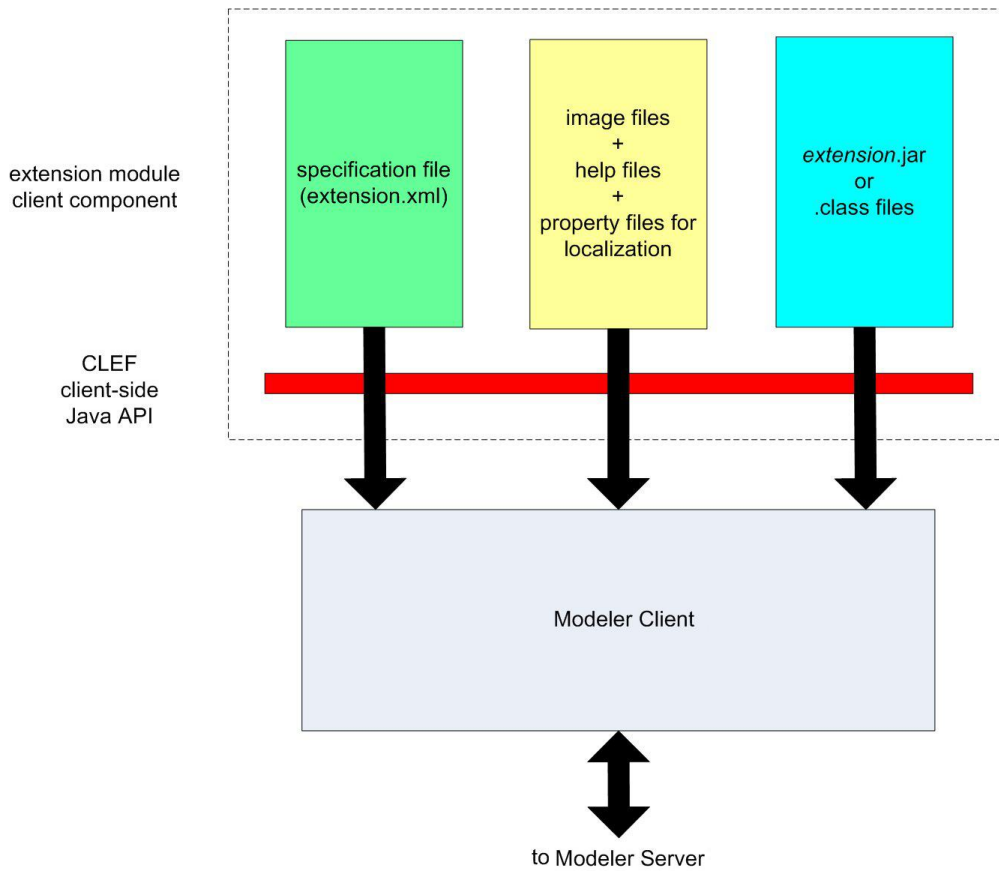 extension module
client component
specification file
(extension.xml)
image files
+
help files
+
property files for
localization
extension.jar
or
.class files
CLEF
client-side
Java API
Modeler Client
to Modeler Server